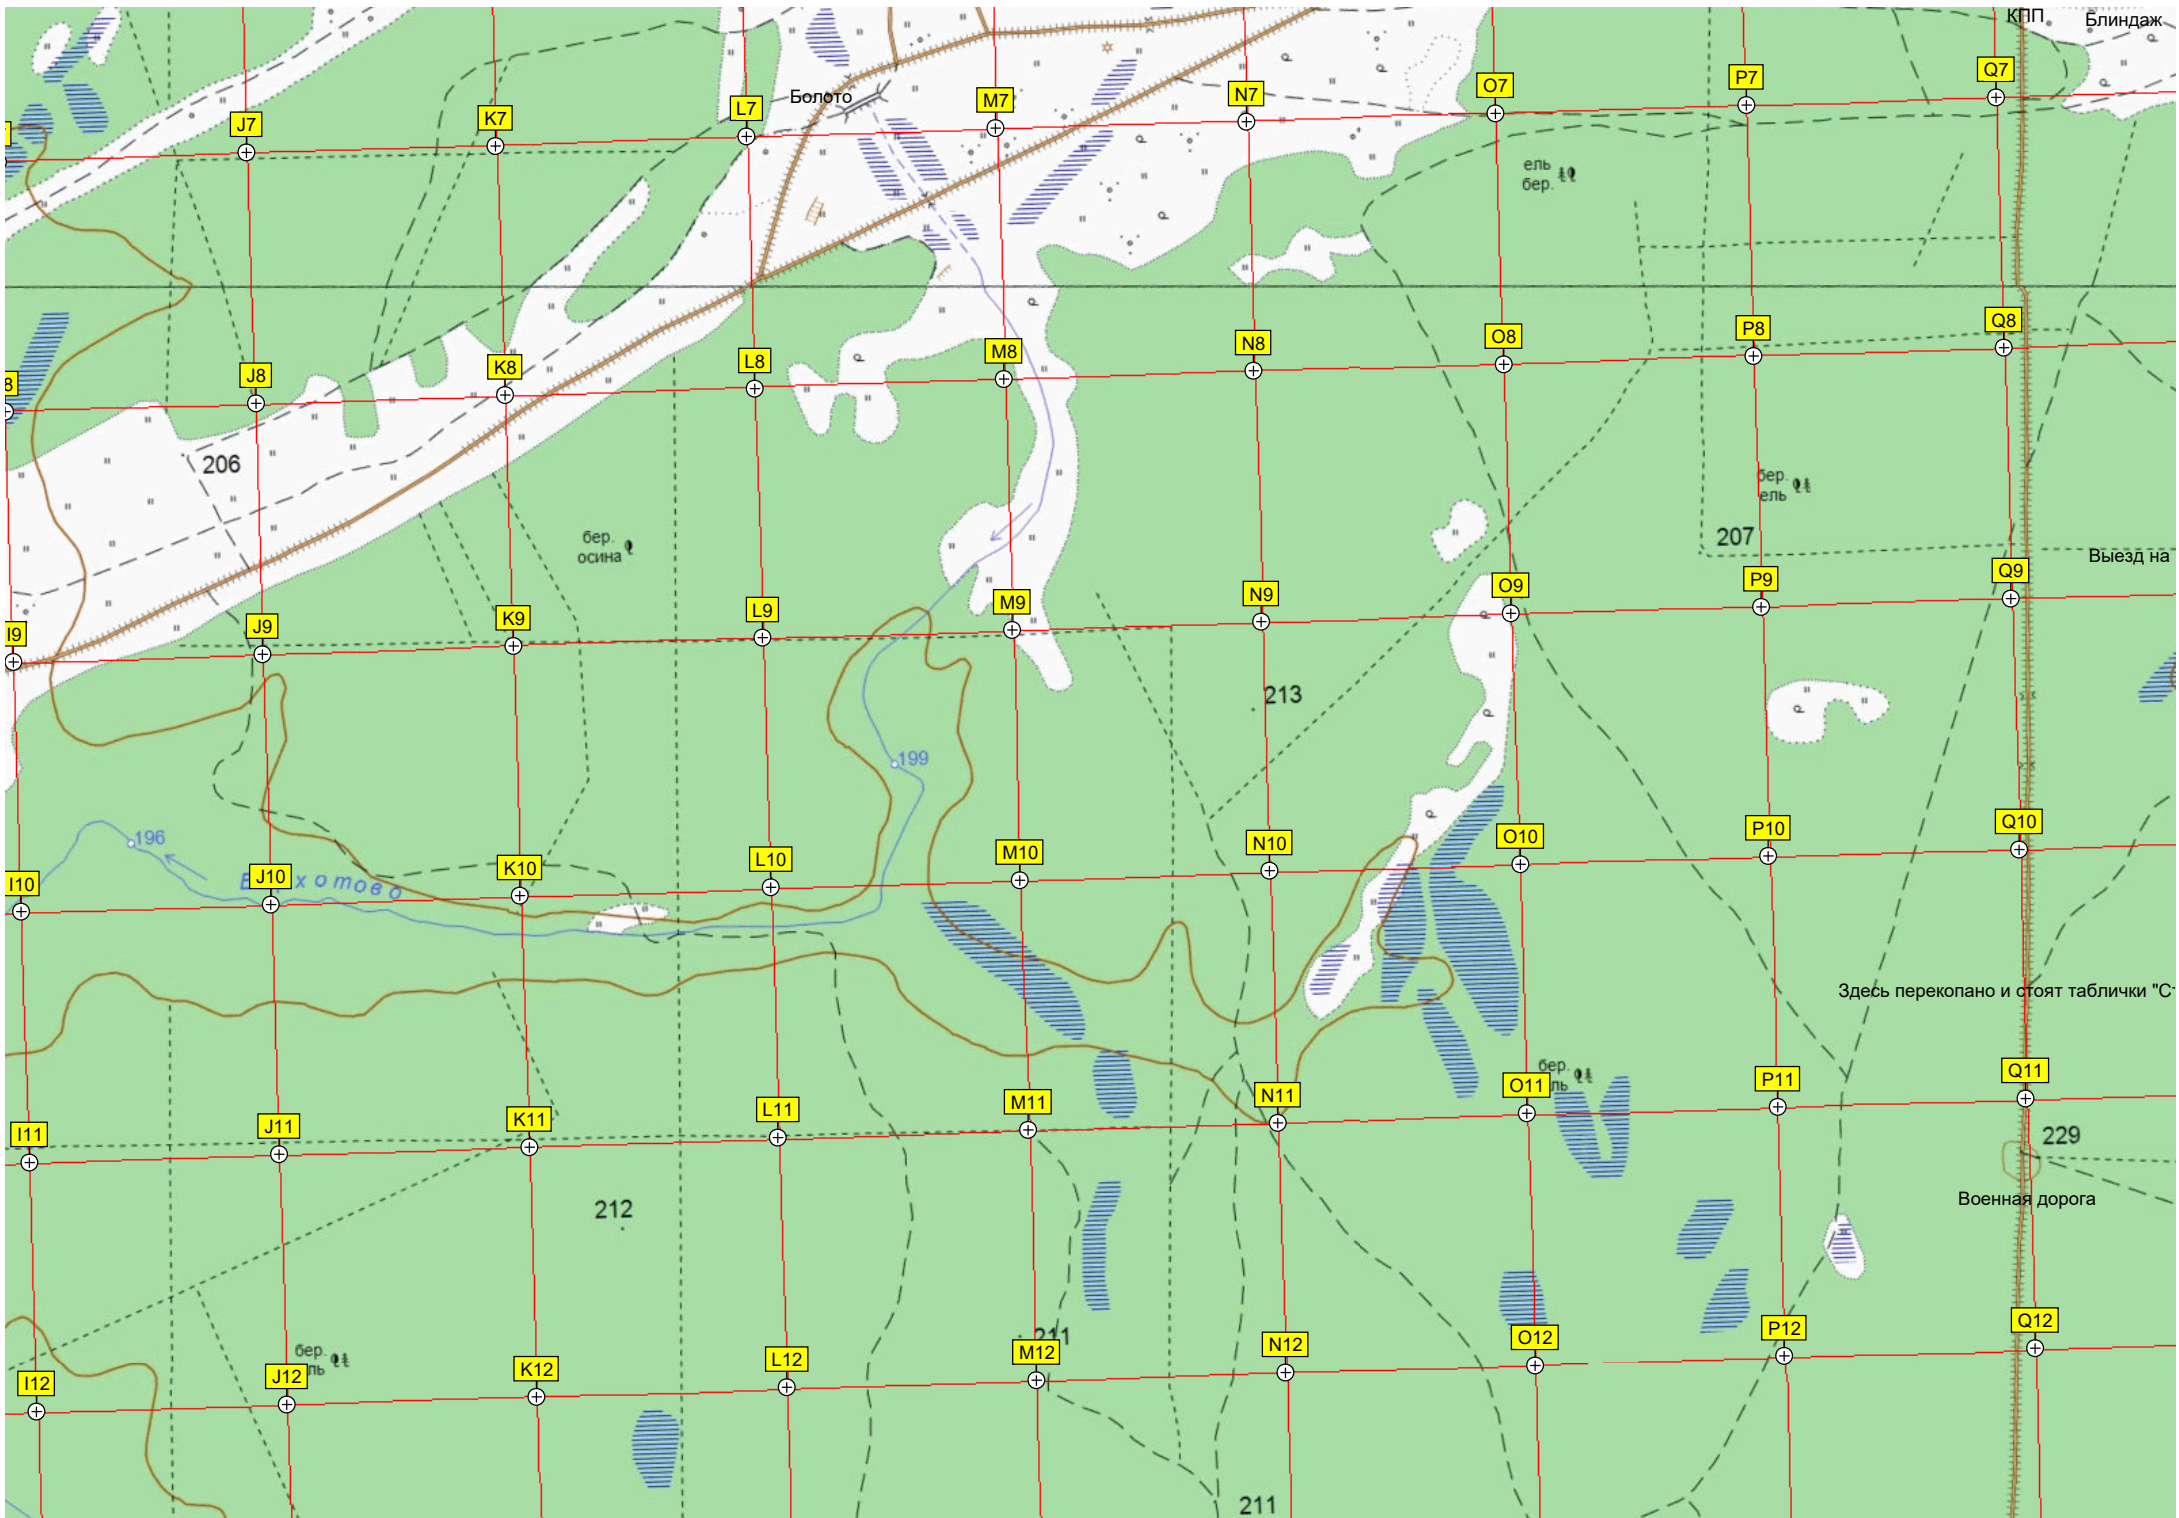 КПП
Блиндаж
Болото
J7
K7
L7
M7
N7
O7
P7
Q7
ель
бер.
8
J8
K8
L8
M8
N8
O8
P8
Q8
206
бер.
осина
бер.
ель
207
Выезд на
I9
J9
K9
L9
M9
N9
O9
P9
Q9
213
199
196
I10
J10
K10
L10
M10
N10
O10
P10
Q10
хотово
Здесь перекопано и стоят таблички "С
бер.
I11
J11
K11
L11
M11
N11
O11
P11
Q11
229
Военная дорога
212
211
бер.
I12
J12
K12
L12
M12
N12
O12
P12
Q12
211